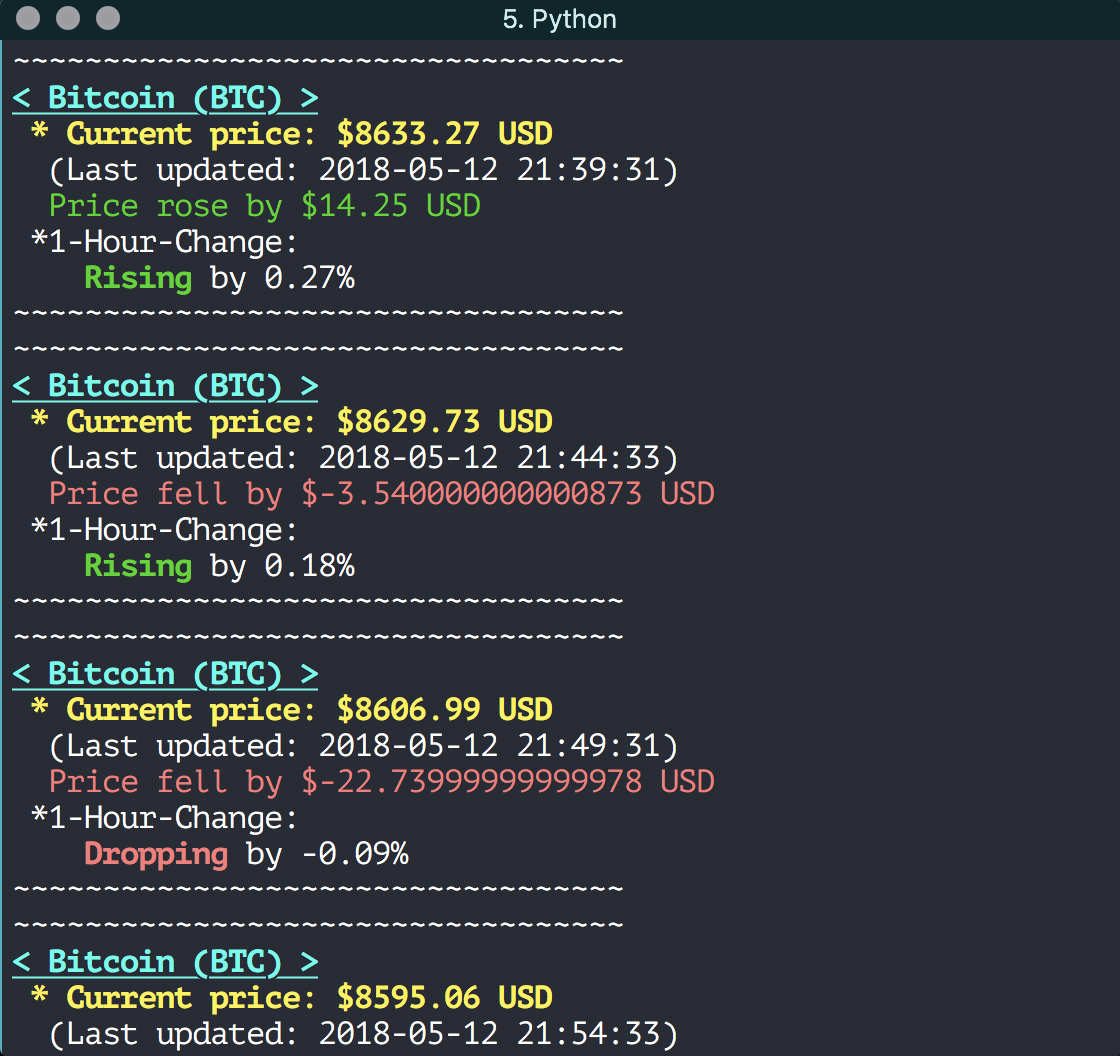 5. Python
~~~~~~~~~~~~~~~~~~~~~~~~~~~~~~~~~~
< Bitcoin (BTC) >
* Current price: $8633.27 USD
(Last updated: 2018-05-12 21:39:31)
Price rose by $14.25 USD
*1-Hour-Change:
Rising by 0.27%
~~~~~~~~~~~~~~~~~~~~~~~~~~~~~~~~~~
~~~~~~~~~~~~~~~~~~~~~~~~~~~~~~~~~~
< Bitcoin (BTC) >
* Current price: $8629.73 USD
(Last updated: 2018-05-12 21:44:33)
Price fell by $-3.540000000000873 USD
*1-Hour-Change:
Rising by 0.18%
~~~~~~~~~~~~~~~~~~~~~~~~~~~~~~~~~~
~~~~~~~~~~~~~~~~~~~~~~~~~~~~~~~~~~
< Bitcoin (BTC) >
* Current price: $8606.99 USD
(Last updated: 2018-05-12 21:49:31)
Price fell by $-22.73999999999978 USD
*1-Hour-Change:
Dropping by -0.09%
~~~~~~~~~~~~~~~~~~~~~~~~~~~~~~~~~~
~~~~~~~~~~~~~~~~~~~~~~~~~~~~~~~~~~
< Bitcoin (BTC) >
* Current price: $8595.06 USD
(Last updated: 2018-05-12 21:54:33)